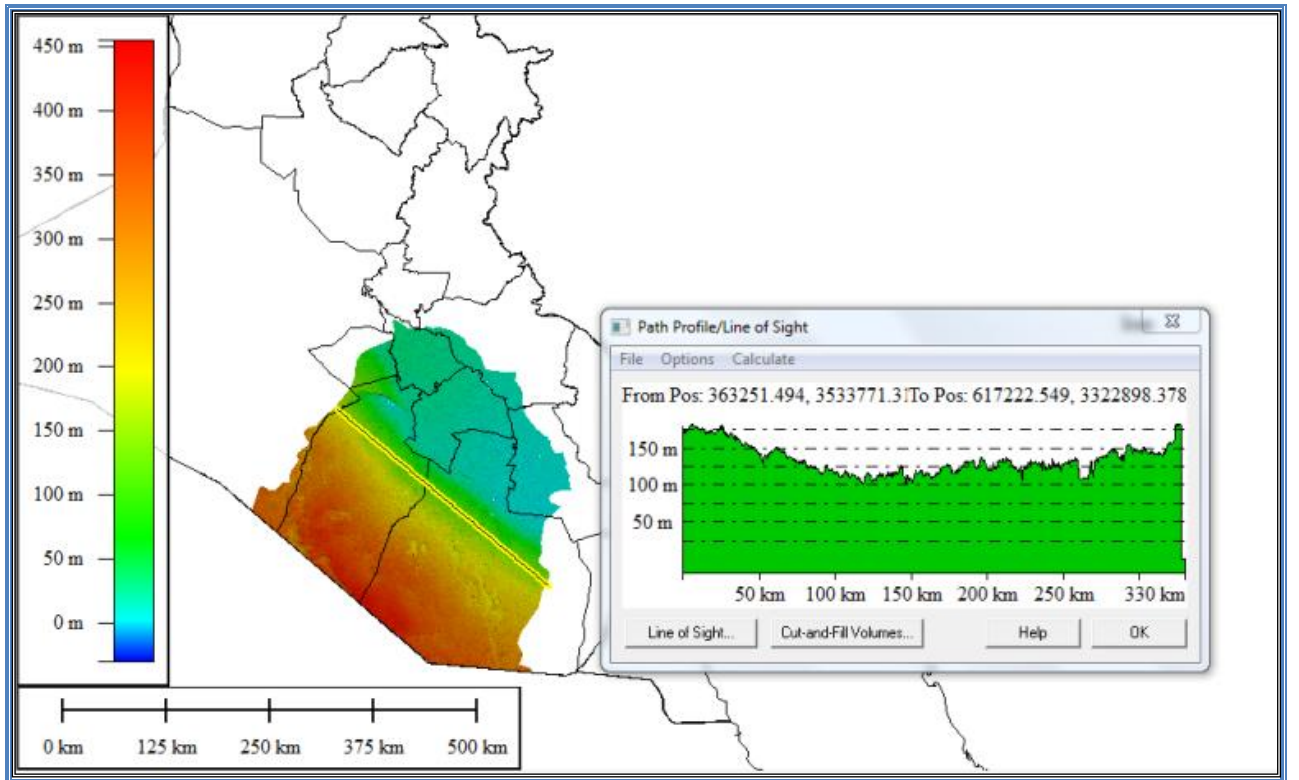 450 m
400 m
350 m
300 m
250 m
200 m
150 m
100 m
50 m
0 m
0 km 125 km 250 km 375 km 500 km
Path Profile/Line of Sight
File Options Calculate
From Pos: 363251.494, 3533771.31To Pos: 617222.549, 3322898.378
150 m
100 m
50 m
50 km 100 km 150 km 200 km 250 km 330 km
Line of Sight... Cut-and-Fill Volumes... Help OK